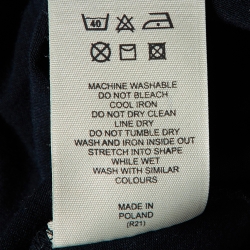 40
MACHINE WASHABLE
DO NOT BLEACH
COOL IRON
DO NOT DRY CLEAN
LINE DRY
DO NOT TUMBLE DRY
WASH AND IRON INSIDE OUT
STRETCH INTO SHAPE
WHILE WET
WASH WITH SIMILAR
COLOURS
MADE IN
POLAND
(R21)